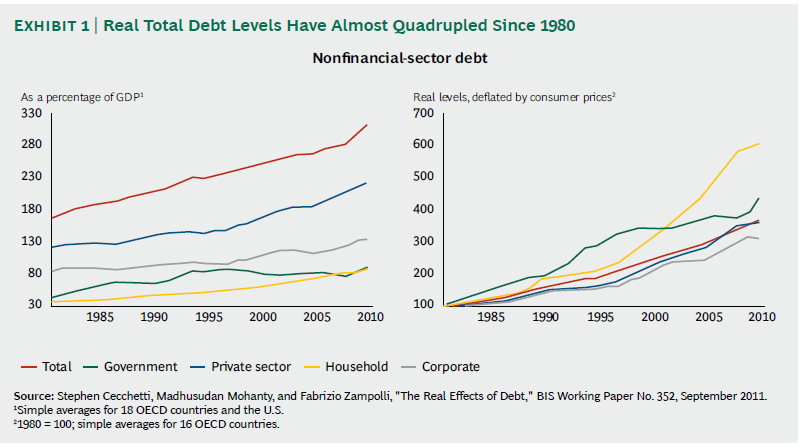 EXHIBIT 1 | Real Total Debt Levels Have Almost Quadrupled Since 1980
Nonfinancial-sector debt
As a percentage of GDP¹
330
280
230
180
130
80
30
1985 1990 1995 2000 2005 2010
Real levels, deflated by consumer prices²
700
600
500
400
300
200
100
1985 1990 1995 2000 2005 2010
Total Government Private sector Household Corporate
Source: Stephen Cecchetti, Madhusudan Mohanty, and Fabrizio Zampolli, "The Real Effects of Debt," BIS Working Paper No. 352, September 2011.
¹Simple averages for 18 OECD countries and the U.S.
²1980 = 100; simple averages for 16 OECD countries.